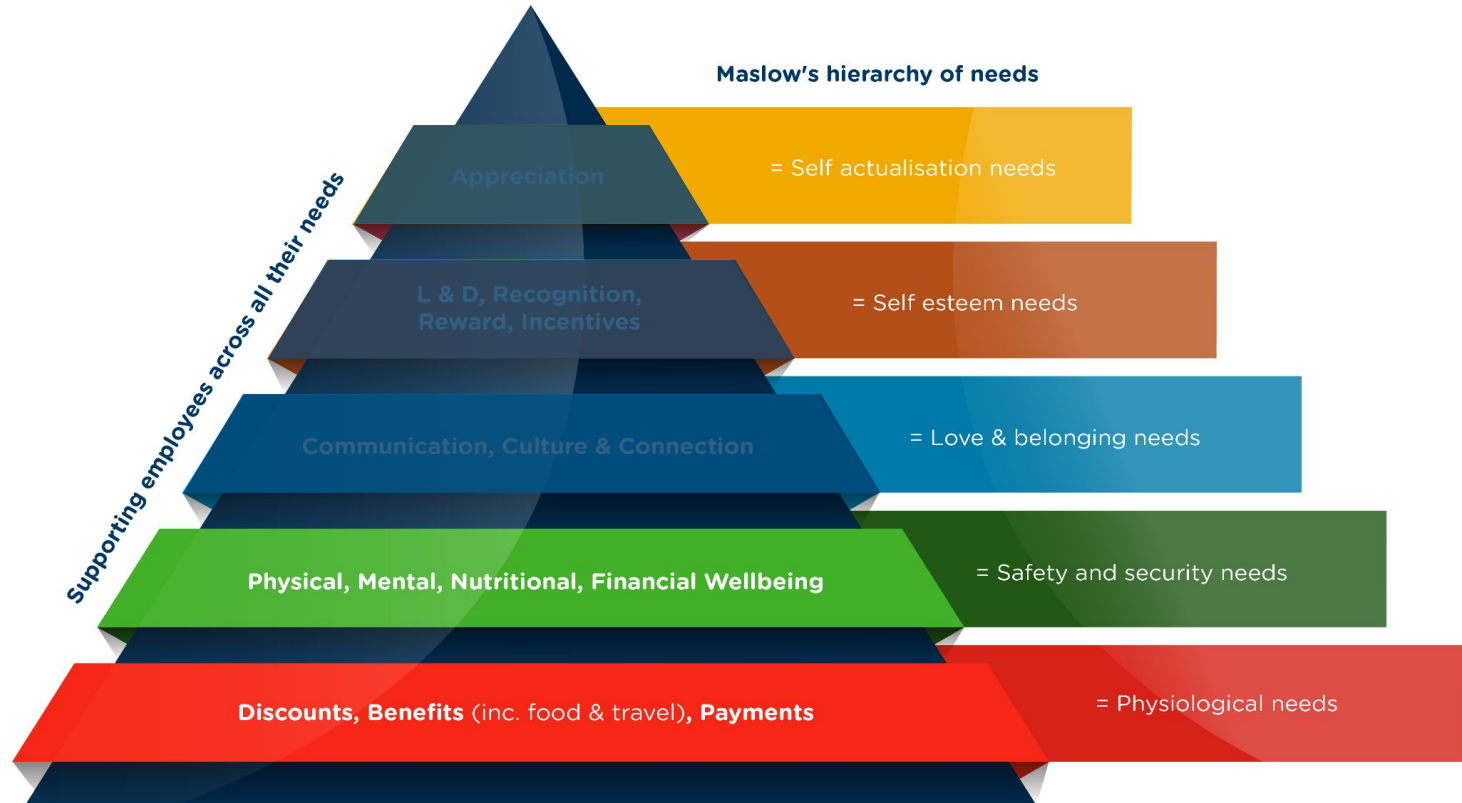 Maslow's hierarchy of needs
Supporting employees across all their needs
Appreciation
= Self actualisation needs
L & D, Recognition,
Reward, Incentives
= Self esteem needs
Communication, Culture & Connection
= Love & belonging needs
Physical, Mental, Nutritional, Financial Wellbeing
= Safety and security needs
Discounts, Benefits (inc. food & travel), Payments
= Physiological needs